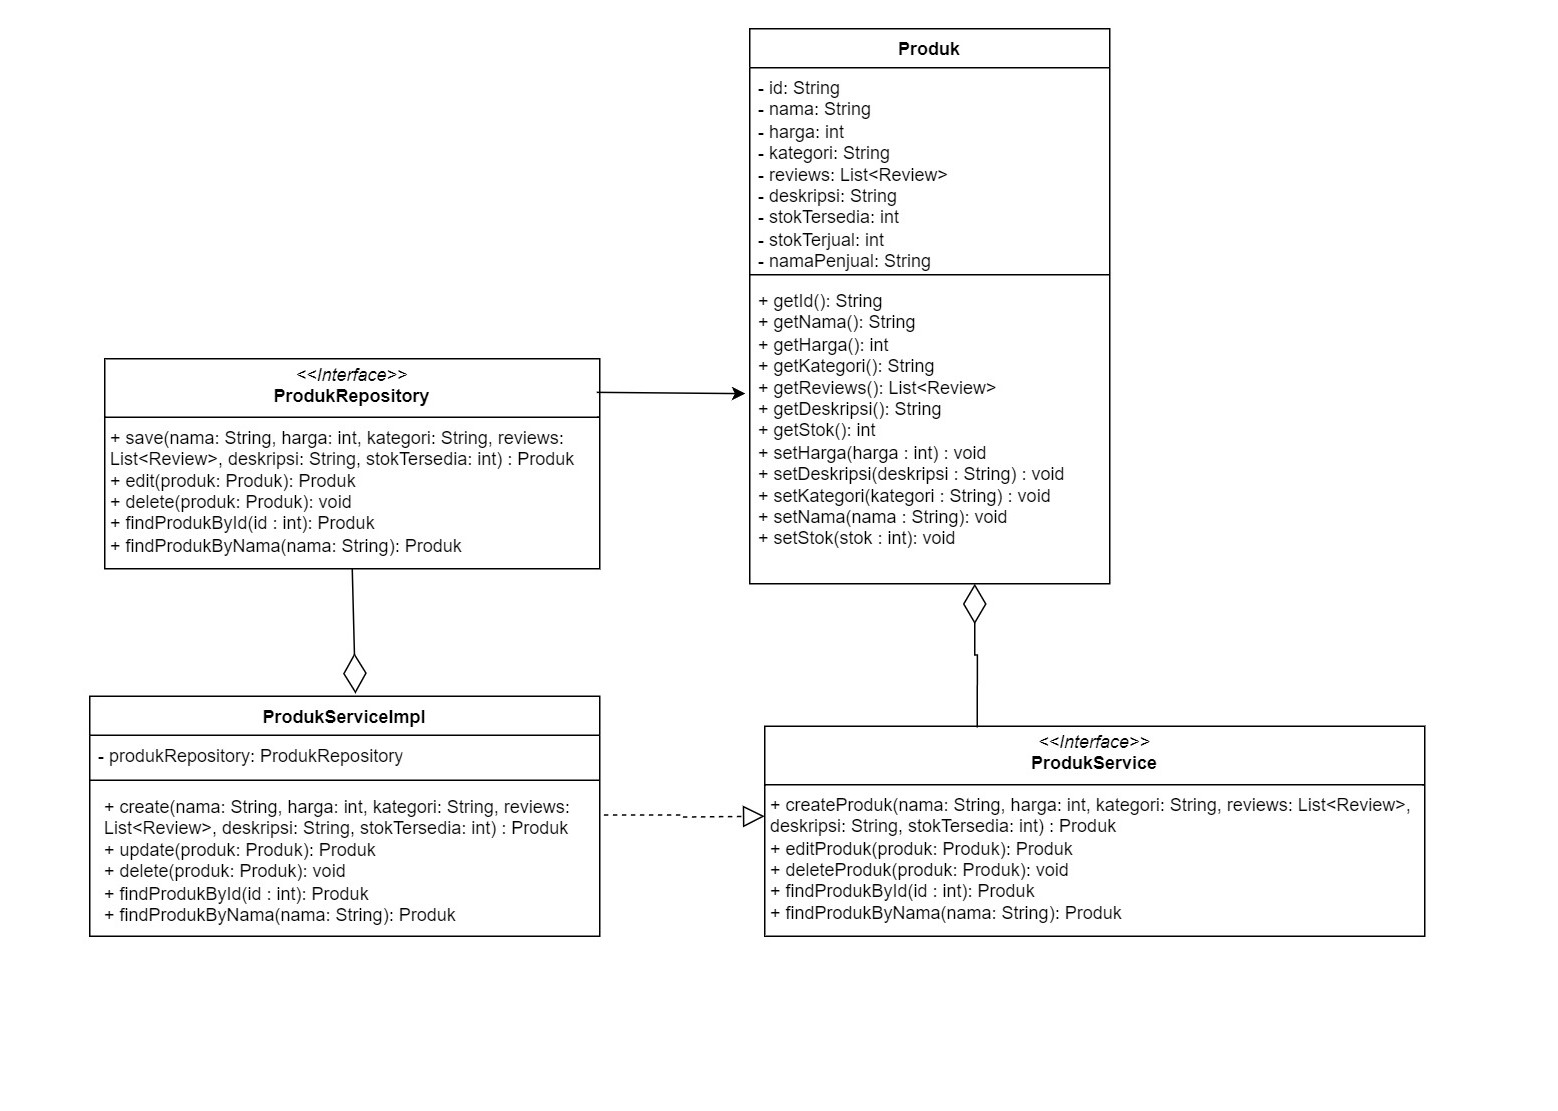 Produk
- id: String
- nama: String
- harga: int
- kategori: String
- reviews: List<Review>
- deskripsi: String
- stokTersedia: int
- stokTerjual: int
- namaPenjual: String
+ getId(): String
+ getNama(): String
+ getHarga(): int
+ getKategori(): String
+ getReviews(): List<Review>
+ getDeskripsi(): String
+ getStok(): int
+ setHarga(harga : int) : void
+ setDeskripsi(deskripsi : String) : void
+ setKategori(kategori : String) : void
+ setNama(nama : String): void
+ setStok(stok : int): void
<<Interface>>
ProdukRepository
+ save(nama: String, harga: int, kategori: String, reviews:
List<Review>, deskripsi: String, stokTersedia: int) : Produk
+ edit(produk: Produk): Produk
+ delete(produk: Produk): void
+ findProdukById(id : int): Produk
+ findProdukByNama(nama: String): Produk
ProdukServiceImpl
- produkRepository: ProdukRepository
+ create(nama: String, harga: int, kategori: String, reviews:
List<Review>, deskripsi: String, stokTersedia: int) : Produk
+ update(produk: Produk): Produk
+ delete(produk: Produk): void
+ findProdukById(id : int): Produk
+ findProdukByNama(nama: String): Produk
<<Interface>>
ProdukService
+ createProduk(nama: String, harga: int, kategori: String, reviews: List<Review>,
deskripsi: String, stokTersedia: int) : Produk
+ editProduk(produk: Produk): Produk
+ deleteProduk(produk: Produk): void
+ findProdukById(id : int): Produk
+ findProdukByNama(nama: String): Produk